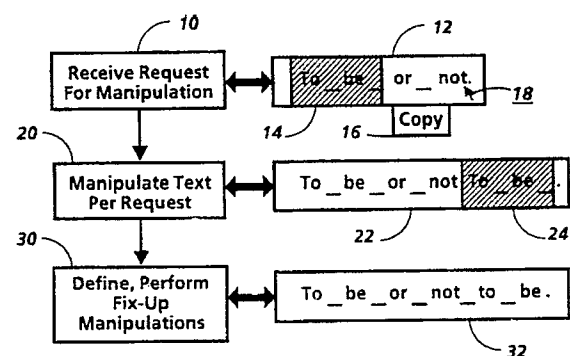 10
12
Receive Request
For Manipulation
To _ be _ or _ not.
18
14
16
Copy
20
Manipulate Text
Per Request
To _ be _ or _ not To _ be _ .
22
24
30
Define, Perform
Fix-Up
Manipulations
To _ be _ or _ not _ to _ be .
32